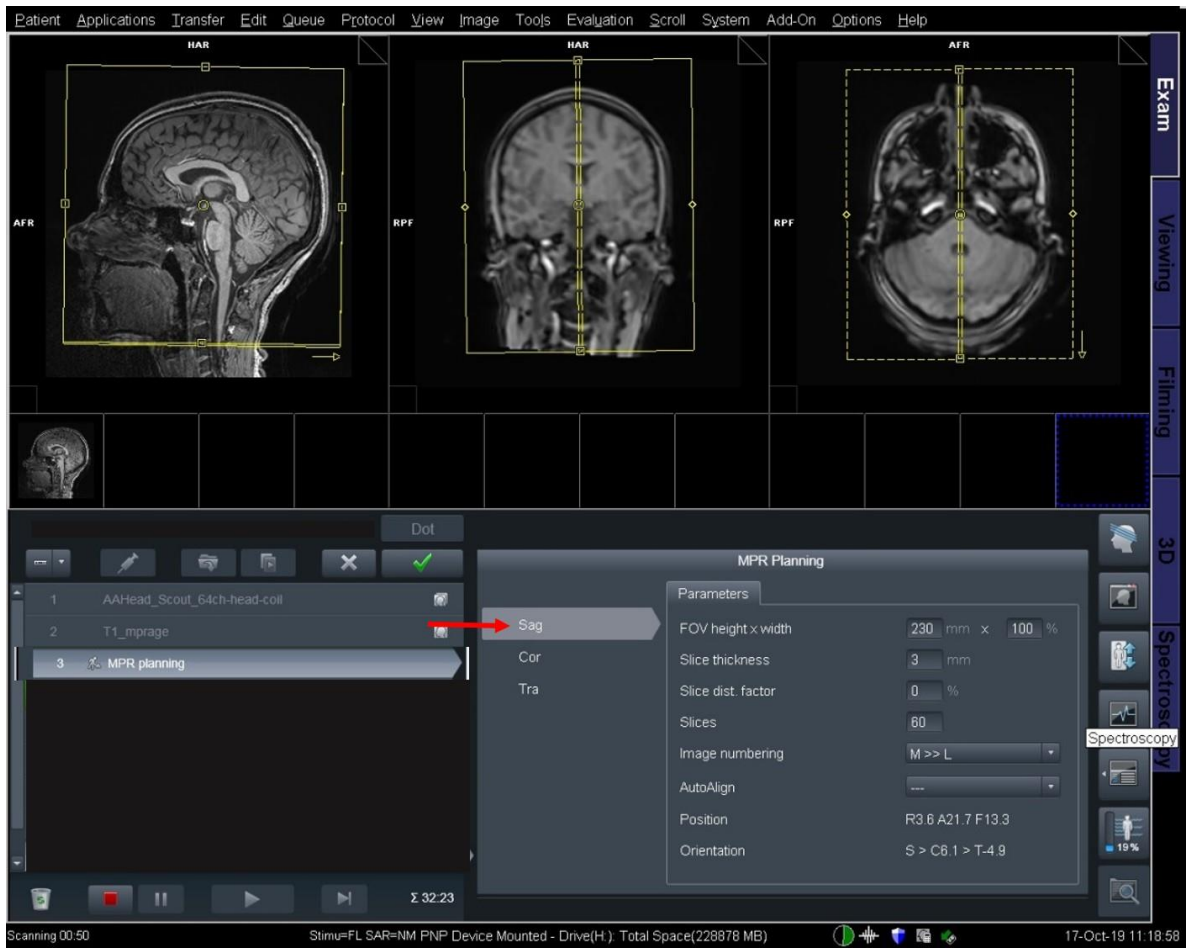 Patient Applications Transfer Edit Queue Protocol View Image Tools Evaluation Scroll System Add-On Options Help
HAR
HAR
AFR
AFR
RPF
RPF
Exam
Viewing
Filming
3D
Spectroscopy
Dot
1 AAHead_Scout_64ch-head-coil
2 T1_mprage
3 MPR planning
Σ 32:23
MPR Planning
Sag
Cor
Tra
Parameters
FOV height x width 230 mm x 100 %
Slice thickness 3 mm
Slice dist. factor 0 %
Slices 60
Image numbering M >> L
AutoAlign ---
Position R3.6 A21.7 F13.3
Orientation S > C6.1 > T-4.9
Spectroscopy
19%
Scanning 00:50 Stimu=FL SAR=NM PNP Device Mounted - Drive(H:): Total Space(228878 MB) 17-Oct-19 11:18:58